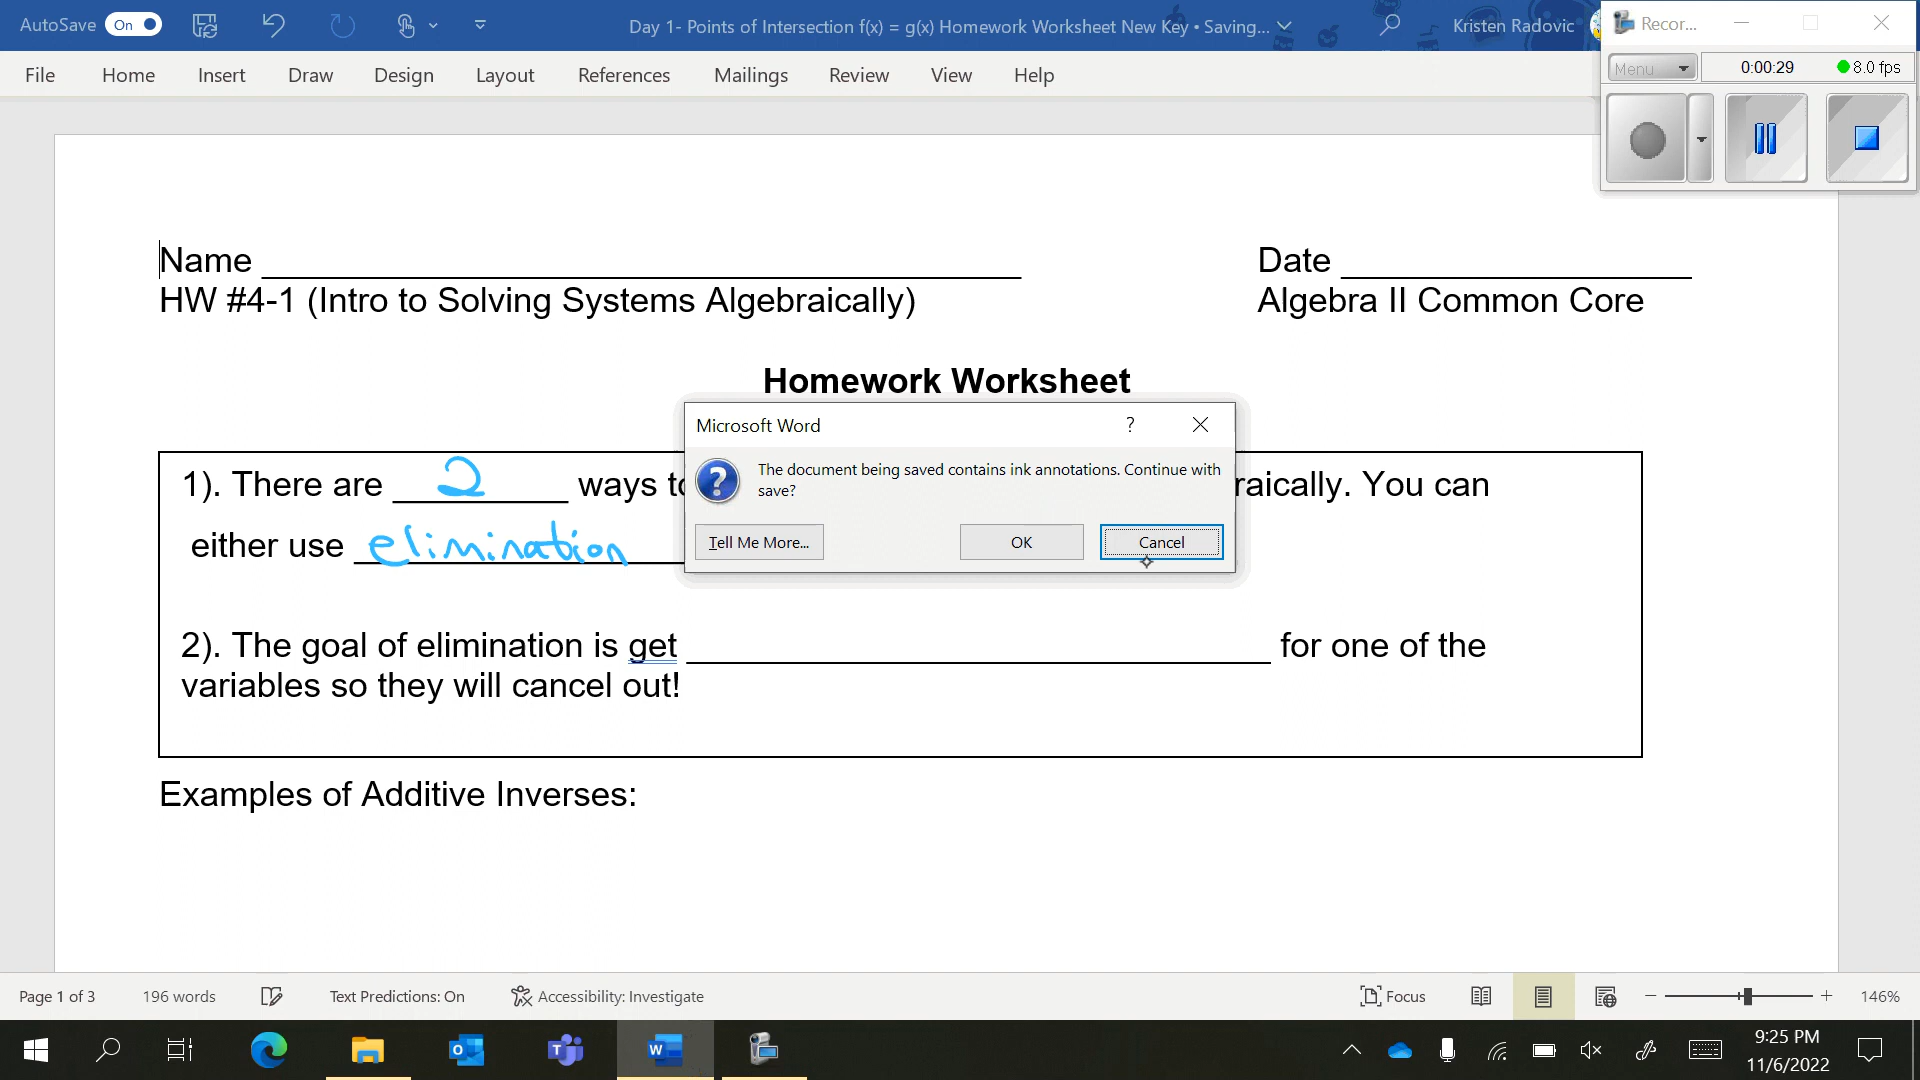 AutoSave On
Day 1- Points of Intersection f(x) = g(x) Homework Worksheet New Key • Saving...
Kristen Radovic
Recor...
File Home Insert Draw Design Layout References Mailings Review View Help
Menu 0:00:29 8.0 fps
Name ____________________ Date ____________________
HW #4-1 (Intro to Solving Systems Algebraically) Algebra II Common Core
Homework Worksheet
Microsoft Word ?
The document being saved contains ink annotations. Continue with
save?
Tell Me More... OK Cancel
1). There are 2 ways to raically. You can
either use elimination
2). The goal of elimination is get ____________________ for one of the
variables so they will cancel out!
Examples of Additive Inverses:
Page 1 of 3 196 words Text Predictions: On Accessibility: Investigate Focus 146%
9:25 PM
11/6/2022